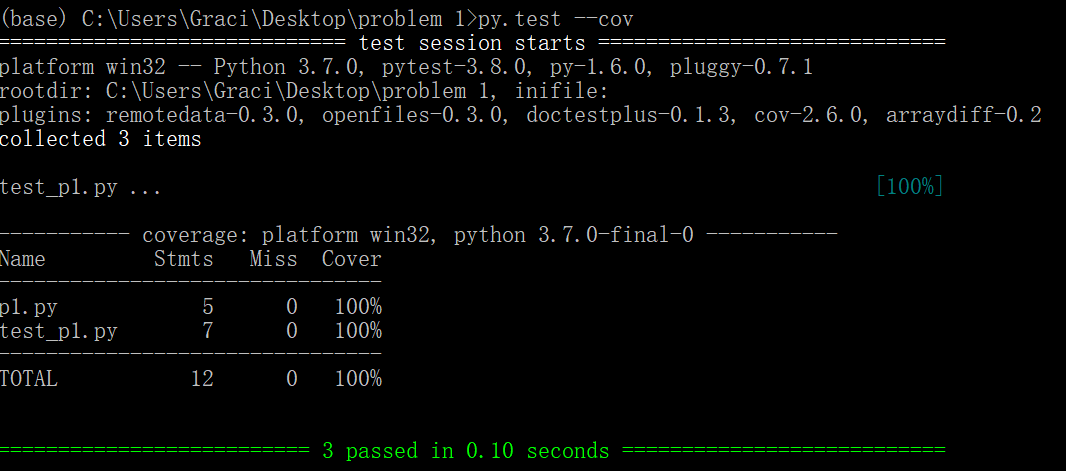 (base) C:\Users\Graci\Desktop\problem 1>py.test --cov
============================= test session starts =============================
platform win32 -- Python 3.7.0, pytest-3.8.0, py-1.6.0, pluggy-0.7.1
rootdir: C:\Users\Graci\Desktop\problem 1, inifile:
plugins: remotedata-0.3.0, openfiles-0.3.0, doctestplus-0.1.3, cov-2.6.0, arraydiff-0.2
collected 3 items
test_p1.py ...                                                            [100%]
----------- coverage: platform win32, python 3.7.0-final-0 -----------
Name         Stmts   Miss  Cover
--------------------------------
p1.py            5      0   100%
test_p1.py       7      0   100%
--------------------------------
TOTAL           12      0   100%
========================== 3 passed in 0.10 seconds ===========================